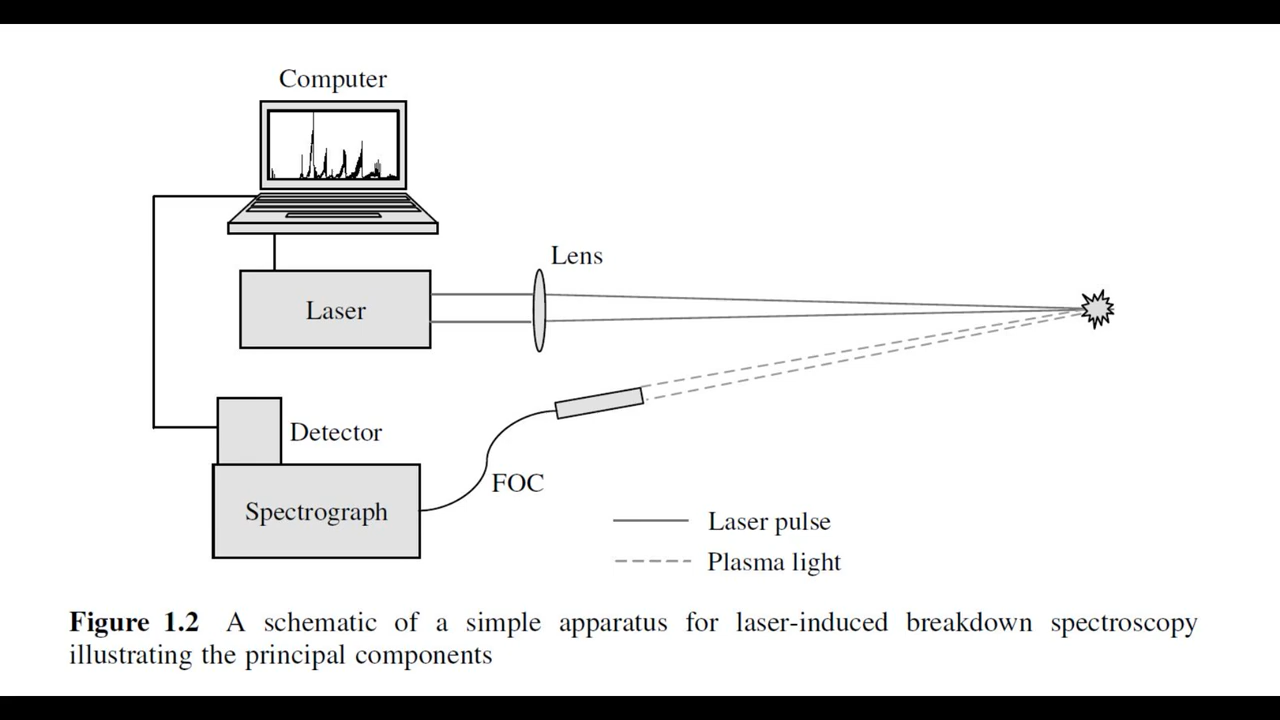 Computer
Lens
Laser
Detector
FOC
Spectrograph
Laser pulse
Plasma light
Figure 1.2 A schematic of a simple apparatus for laser-induced breakdown spectroscopy
illustrating the principal components